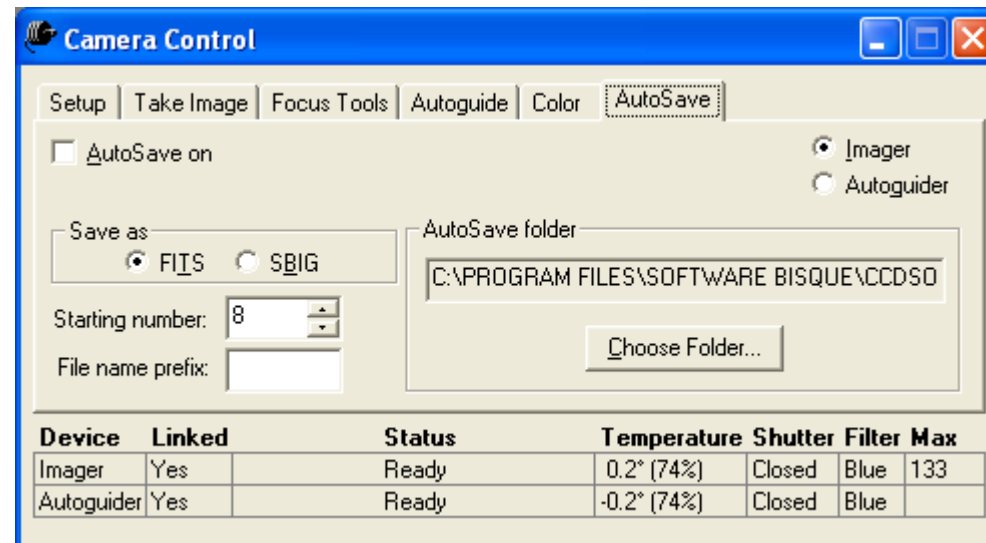 Camera Control
Setup Take Image Focus Tools Autoguide Color AutoSave
AutoSave on
Imager
Autoguider
Save as
FITS SBIG
AutoSave folder
C:\PROGRAM FILES\SOFTWARE BISQUE\CCDSO
Starting number: 8
Choose Folder...
File name prefix:
Device Linked Status Temperature Shutter Filter Max
Imager Yes Ready 0.2° (74%) Closed Blue 133
Autoguider Yes Ready -0.2° (74%) Closed Blue